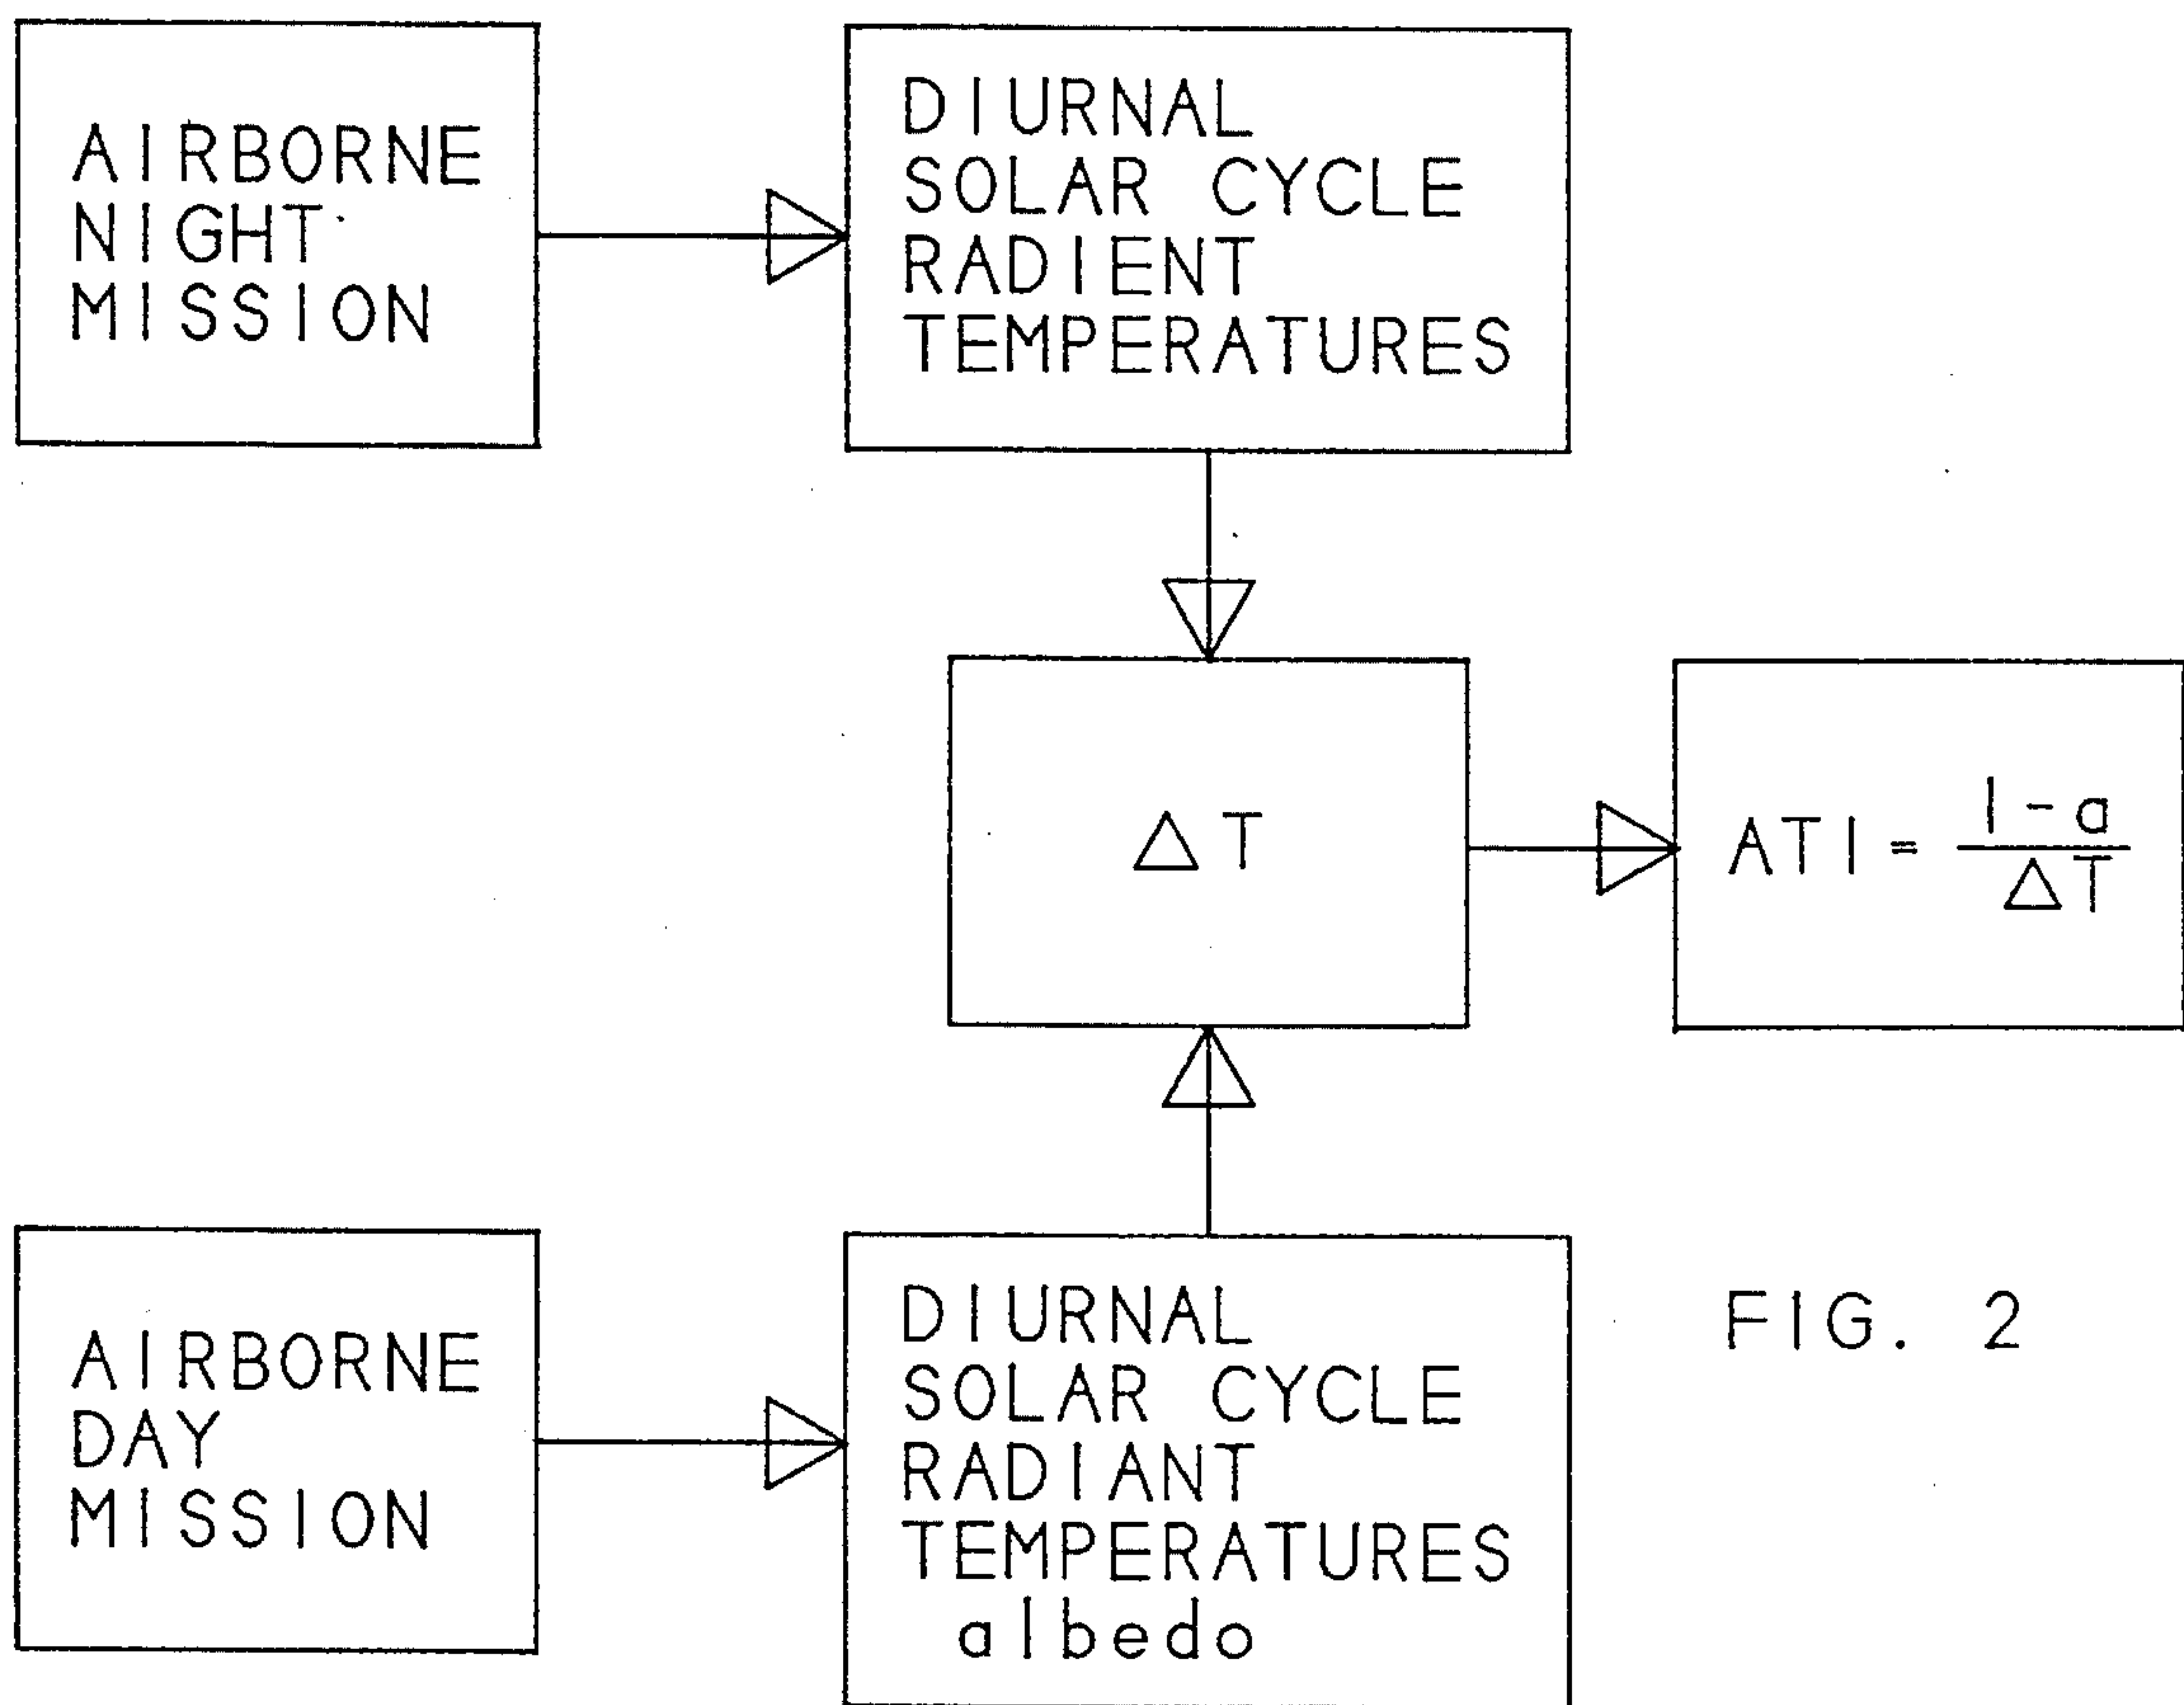 AIRBORNE
NIGHT
MISSION
DIURNAL
SOLAR CYCLE
RADIENT
TEMPERATURES
ΔT
ATI = 1-a
ΔT
AIRBORNE
DAY
MISSION
DIURNAL
SOLAR CYCLE
RADIANT
TEMPERATURES
albedo
FIG. 2